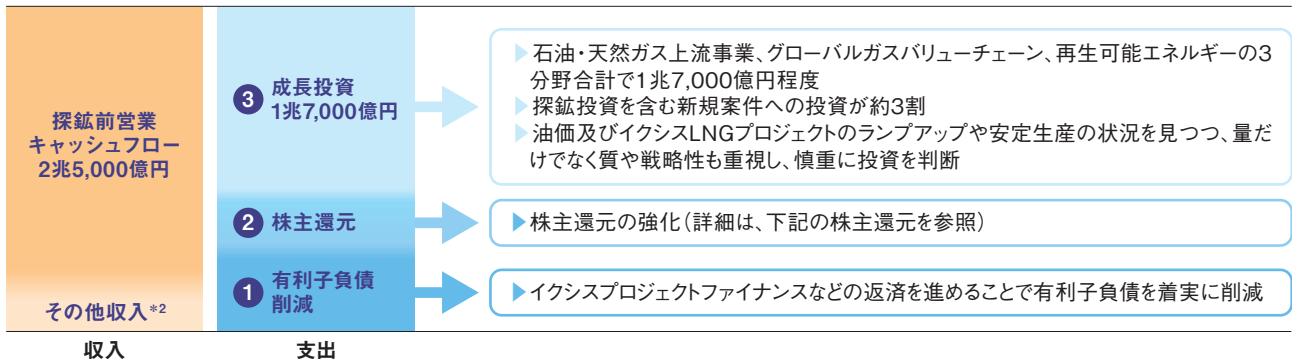 探鉱前営業
キャッシュフロー
2兆5,000億円
その他収入*2
収入
3 成長投資
1兆7,000億円
2 株主還元
1 有利子負債
削減
支出
▶石油・天然ガス上流事業、グローバルガスバリューチェーン、再生可能エネルギーの3
分野合計で1兆7,000億円程度
▶探鉱投資を含む新規案件への投資が約3割
▶油価及びイクシスLNGプロジェクトのランプアップや安定生産の状況を見つつ、量だ
けでなく質や戦略性も重視し、慎重に投資を判断
▶株主還元の強化(詳細は、下記の株主還元を参照)
▶イクシスプロジェクトファイナンスなどの返済を進めることで有利子負債を着実に削減